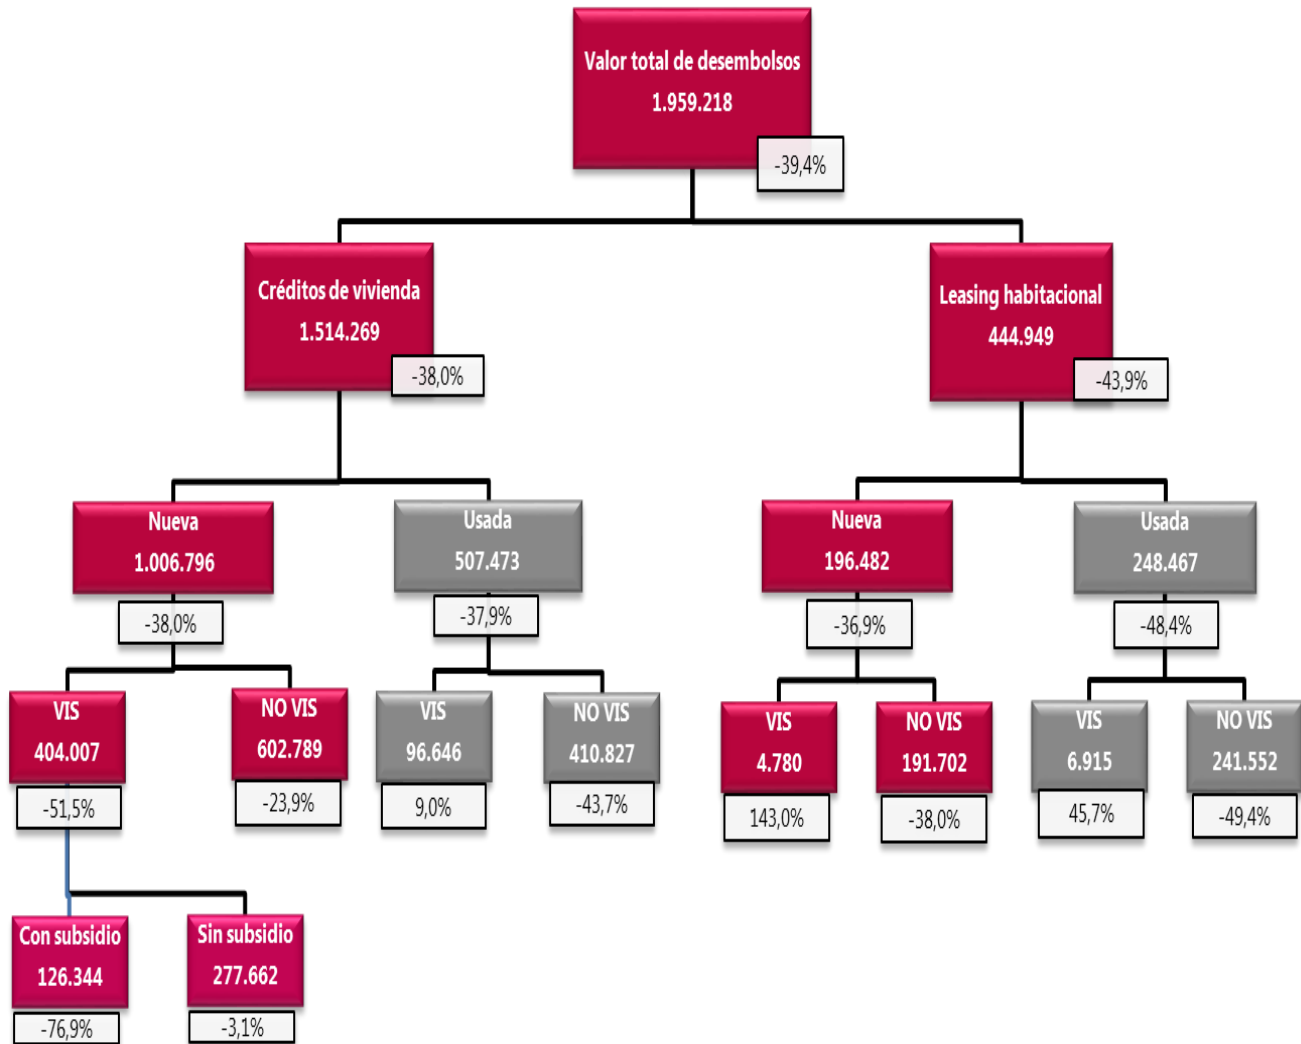 Valor total de desembolsos
1.959.218
-39,4%
Créditos de vivienda
1.514.269
-38,0%
Leasing habitacional
444.949
-43,9%
Nueva
1.006.796
-38,0%
Usada
507.473
-37,9%
Nueva
196.482
-36,9%
Usada
248.467
-48,4%
VIS
404.007
-51,5%
NO VIS
602.789
-23,9%
VIS
96.646
9,0%
NO VIS
410.827
-43,7%
VIS
4.780
143,0%
NO VIS
191.702
-38,0%
VIS
6.915
45,7%
NO VIS
241.552
-49,4%
Con subsidio
126.344
-76,9%
Sin subsidio
277.662
-3,1%